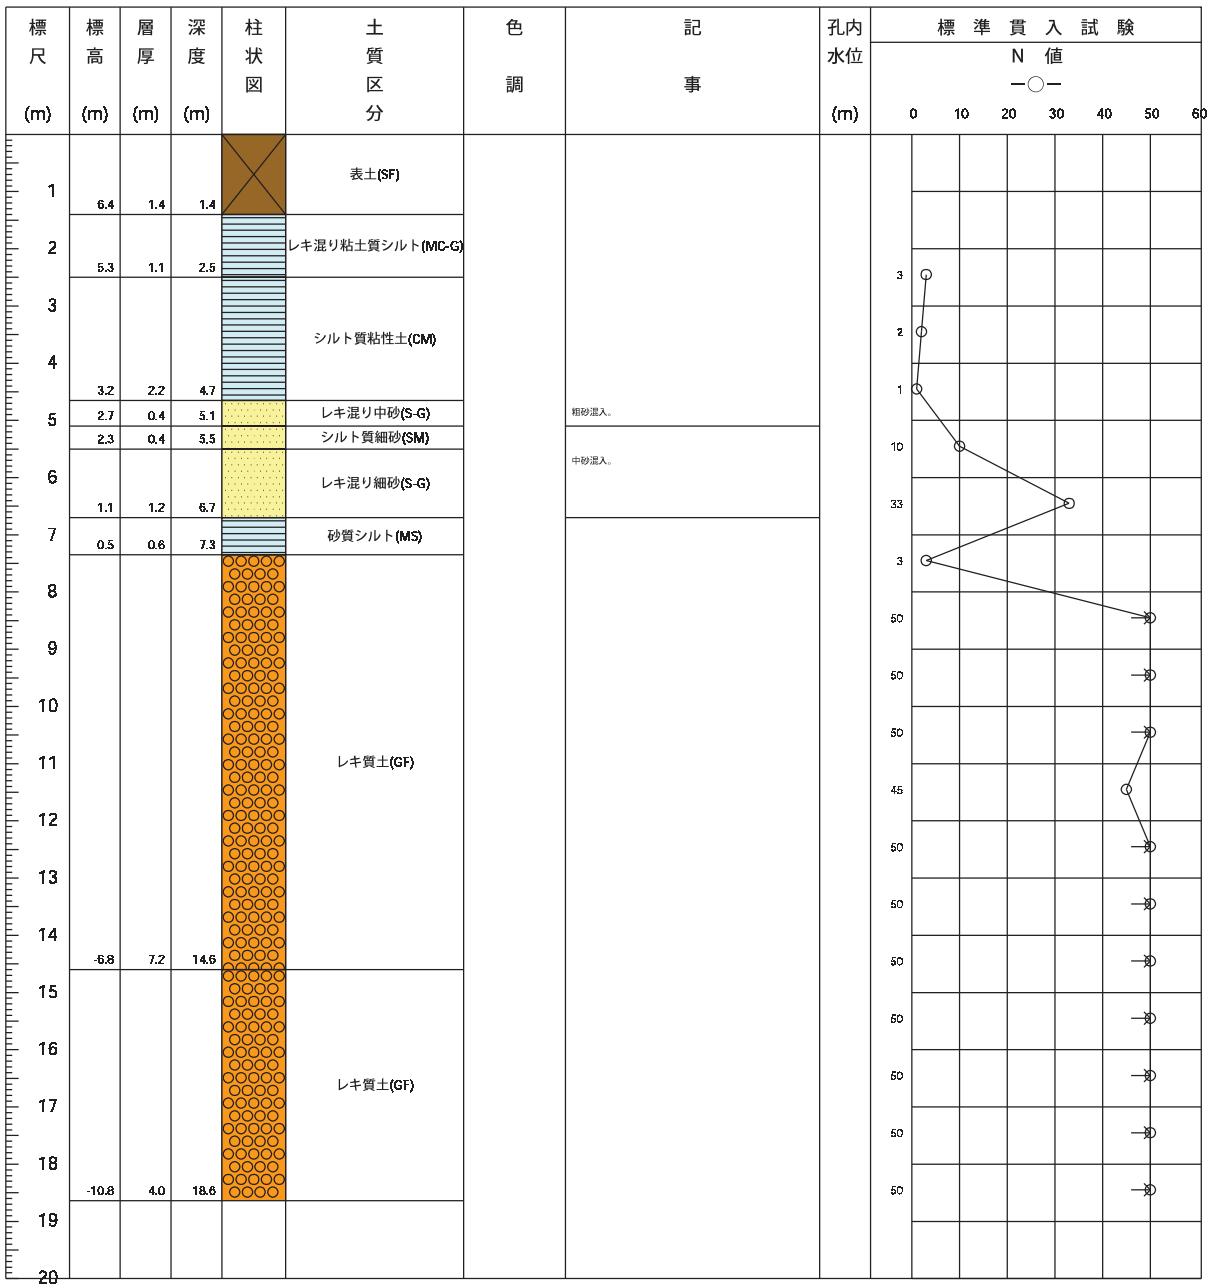 標尺(m)
標高(m)
層厚(m)
深度(m)
柱状図
土質区分
色調
記事
孔内水位(m)
標準貫入試験
N 値
0 10 20 30 40 50 60
表土(SF)
1
6.4 1.4 1.4
レキ混り粘土質シルト(MC-G)
2
5.3 1.1 2.5
3
3
シルト質粘性土(CM)
2
4
3.2 2.2 4.7
1
2.7 0.4 5.1 レキ混り中砂(S-G) 粗砂混入。
5
2.3 0.4 5.5 シルト質細砂(SM)
10
中砂混入。
6
レキ混り細砂(S-G)
1.1 1.2 6.7
33
7
砂質シルト(MS)
0.5 0.6 7.3
3
8
50
9
50
10
50
11
レキ質土(GF)
45
12
50
13
50
14
-6.8 7.2 14.6
50
15
50
16
50
レキ質土(GF)
17
50
18
-10.8 4.0 18.6
50
19
20